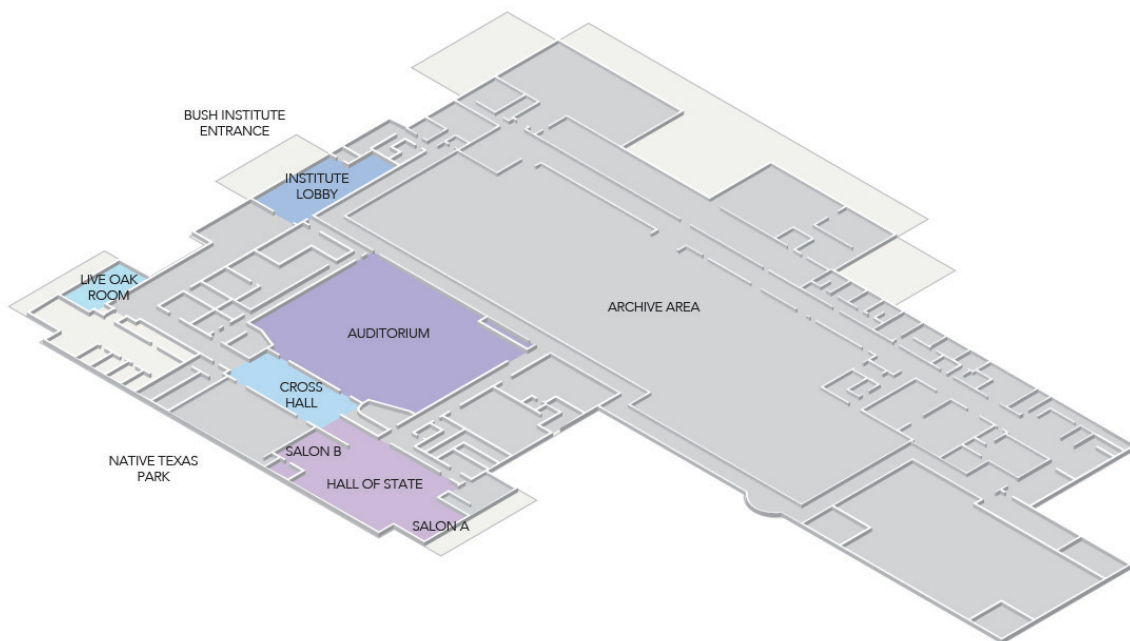 BUSH INSTITUTE
ENTRANCE
INSTITUTE
LOBBY
LIVE OAK
ROOM
ARCHIVE AREA
AUDITORIUM
CROSS
HALL
SALON B
NATIVE TEXAS
PARK
HALL OF STATE
SALON A